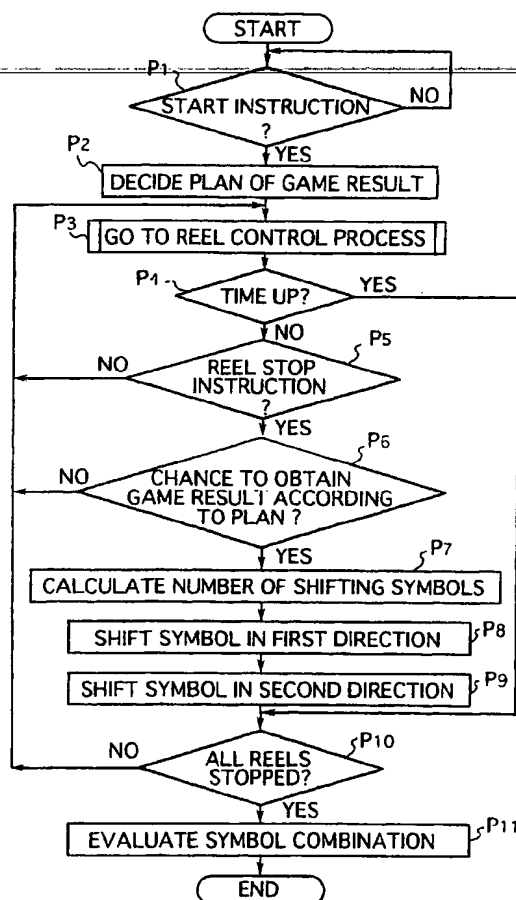 START
P1
START INSTRUCTION
?
NO
YES
P2
DECIDE PLAN OF GAME RESULT
P3
GO TO REEL CONTROL PROCESS
P4
TIME UP?
YES
NO
P5
REEL STOP
INSTRUCTION
?
NO
YES
P6
CHANCE TO OBTAIN
GAME RESULT ACCORDING
TO PLAN ?
NO
YES
P7
CALCULATE NUMBER OF SHIFTING SYMBOLS
SHIFT SYMBOL IN FIRST DIRECTION
P8
SHIFT SYMBOL IN SECOND DIRECTION
P9
P10
ALL REELS
STOPPED?
NO
YES
EVALUATE SYMBOL COMBINATION
P11
END